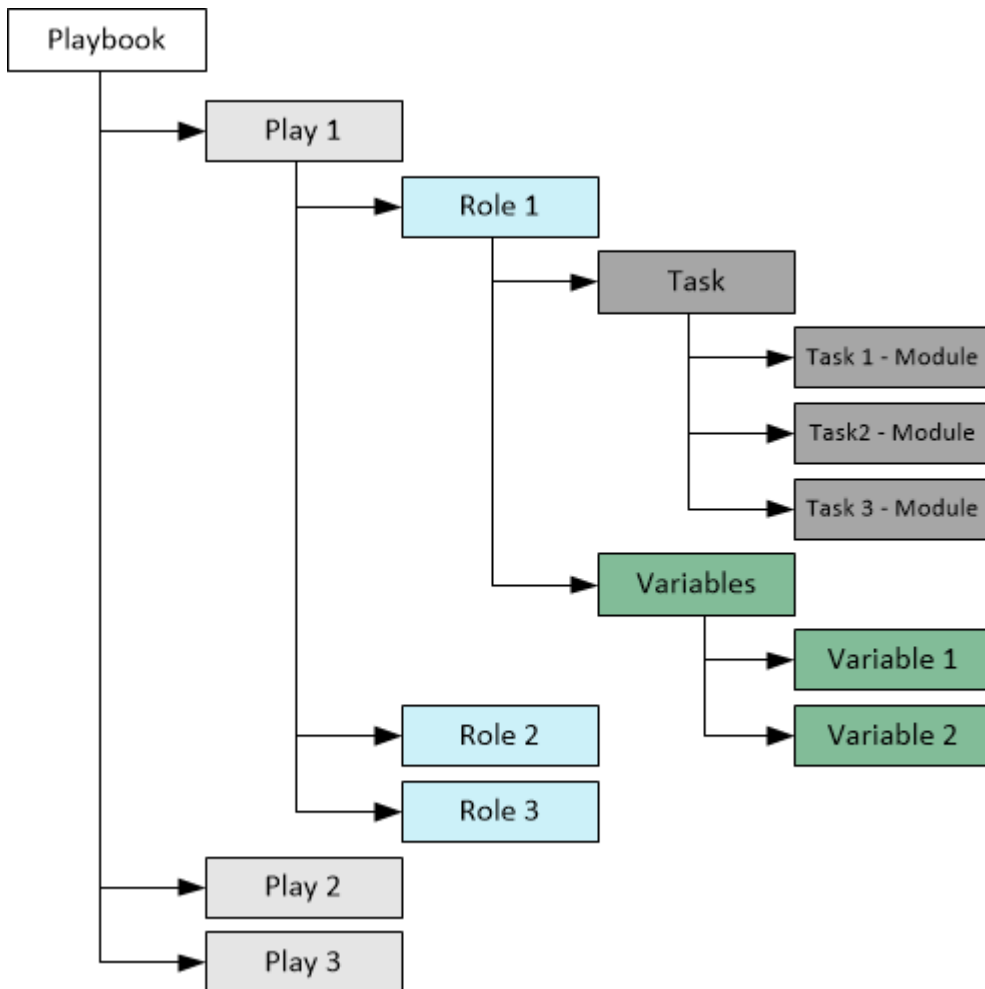 Playbook
Play 1
Role 1
Task
Task 1 - Module
Task2 - Module
Task 3 - Module
Variables
Variable 1
Variable 2
Role 2
Role 3
Play 2
Play 3